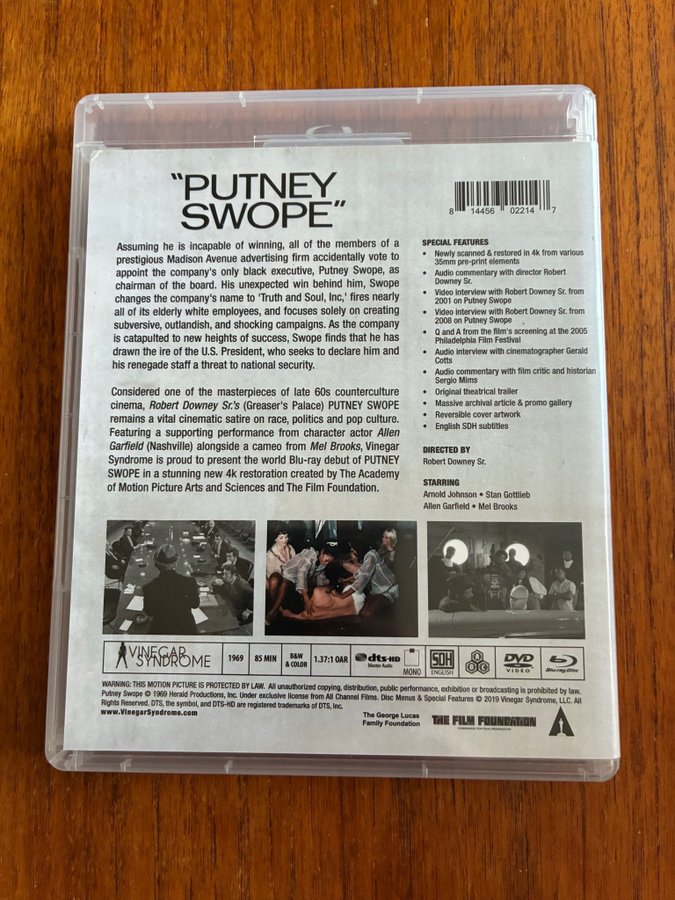 "PUTNEY
SWOPE"
8 14456 02214 7
Assuming he is incapable of winning, all of the members of a
prestigious Madison Avenue advertising firm accidentally vote to
appoint the company's only black executive, Putney Swope, as
chairman of the board. His unexpected win behind him, Swope
changes the company's name to 'Truth and Soul, Inc,' fires nearly
all of its elderly white employees, and focuses solely on creating
subversive, outlandish, and shocking campaigns. As the company
is catapulted to new heights of success, Swope finds that he has
drawn the ire of the U.S. President, who seeks to declare him and
his renegade staff a threat to national security.
Considered one of the masterpieces of late 60s counterculture
cinema, Robert Downey Sr.'s (Greaser's Palace) PUTNEY SWOPE
remains a vital cinematic satire on race, politics and pop culture.
Featuring a supporting performance from character actor Allen
Garfield (Nashville) alongside a cameo from Mel Brooks, Vinegar
Syndrome is proud to present the world Blu-ray debut of PUTNEY
SWOPE in a stunning new 4k restoration created by The Academy
of Motion Picture Arts and Sciences and The Film Foundation.
SPECIAL FEATURES
• Newly scanned & restored in 4k from various
35mm pre-print elements
• Audio commentary with director Robert
Downey Sr.
• Video interview with Robert Downey Sr. from
2001 on Putney Swope
• Video interview with Robert Downey Sr. from
2008 on Putney Swope
• Q and A from the film's screening at the 2005
Philadelphia Film Festival
• Audio interview with cinematographer Gerald
Cotts
• Audio commentary with film critic and historian
Sergio Mims
• Original theatrical trailer
• Massive archival article & promo gallery
• Reversible cover artwork
• English SDH subtitles
DIRECTED BY
Robert Downey Sr.
STARRING
Arnold Johnson • Stan Gottlieb
Allen Garfield • Mel Brooks
VINEGAR
SYNDROME
1969
85 MIN
B&W
& COLOR
1.37:1 OAR
dts-HD
Master Audio
MONO
SDH
ENGLISH
ABC
DVD
VIDEO
Blu-ray Disc
WARNING: THIS MOTION PICTURE IS PROTECTED BY LAW. All unauthorized copying, distribution, public performance, exhibition or broadcasting is prohibited by law.
Putney Swope © 1969 Herald Productions, Inc. Under exclusive license from All Channel Films. Disc Menus & Special Features © 2019 Vinegar Syndrome, LLC. All
Rights Reserved. DTS, the symbol, and DTS-HD are registered trademarks of DTS, Inc.
www.VinegarSyndrome.com
The George Lucas
Family Foundation
THE FILM FOUNDATION
FILMMAKERS FOR FILM PRESERVATION